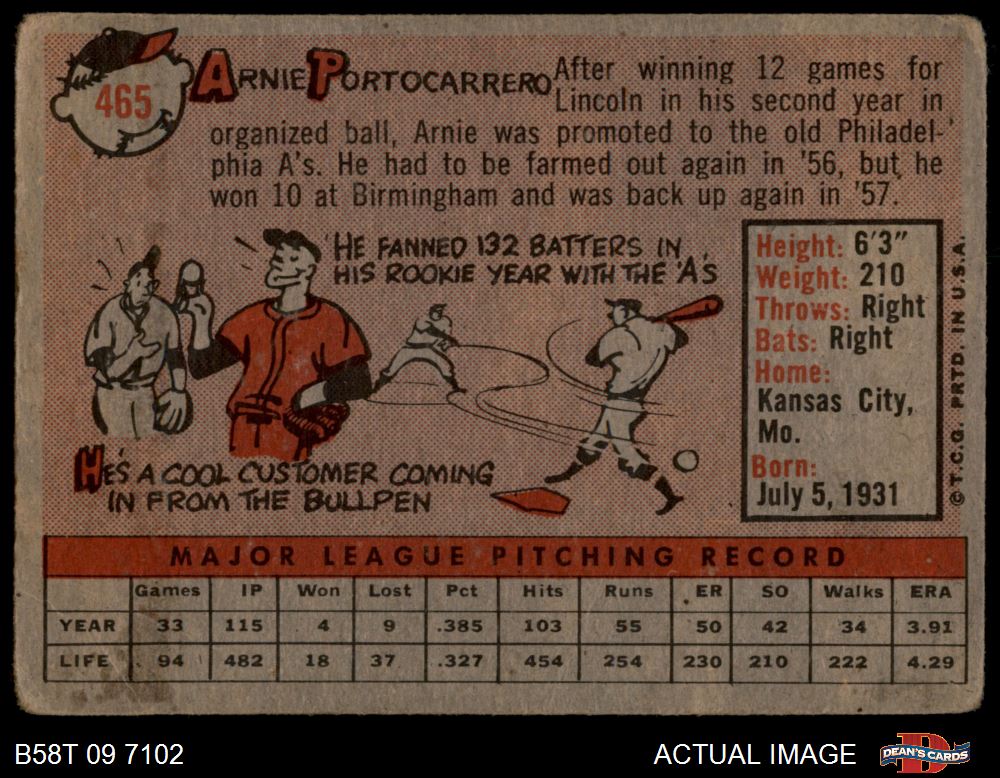 465
ARNIE PORTOCARRERO
After winning 12 games for
Lincoln in his second year in
organized ball, Arnie was promoted to the old Philadel-
phia A's. He had to be farmed out again in '56, but he
won 10 at Birmingham and was back up again in '57.
HE FANNED 132 BATTERS IN
HIS ROOKIE YEAR WITH THE 'A'S
HE'S A COOL CUSTOMER COMING
IN FROM THE BULLPEN
Height: 6'3"
Weight: 210
Throws: Right
Bats: Right
Home:
Kansas City,
Mo.
Born:
July 5, 1931
© T.C.G. PRTD. IN U.S.A.
MAJOR LEAGUE PITCHING RECORD
Games IP Won Lost Pct Hits Runs ER SO Walks ERA
YEAR 33 115 4 9 .385 103 55 50 42 34 3.91
LIFE 94 482 18 37 .327 454 254 230 210 222 4.29
B58T 09 7102
ACTUAL IMAGE
D
DEAN'S CARDS